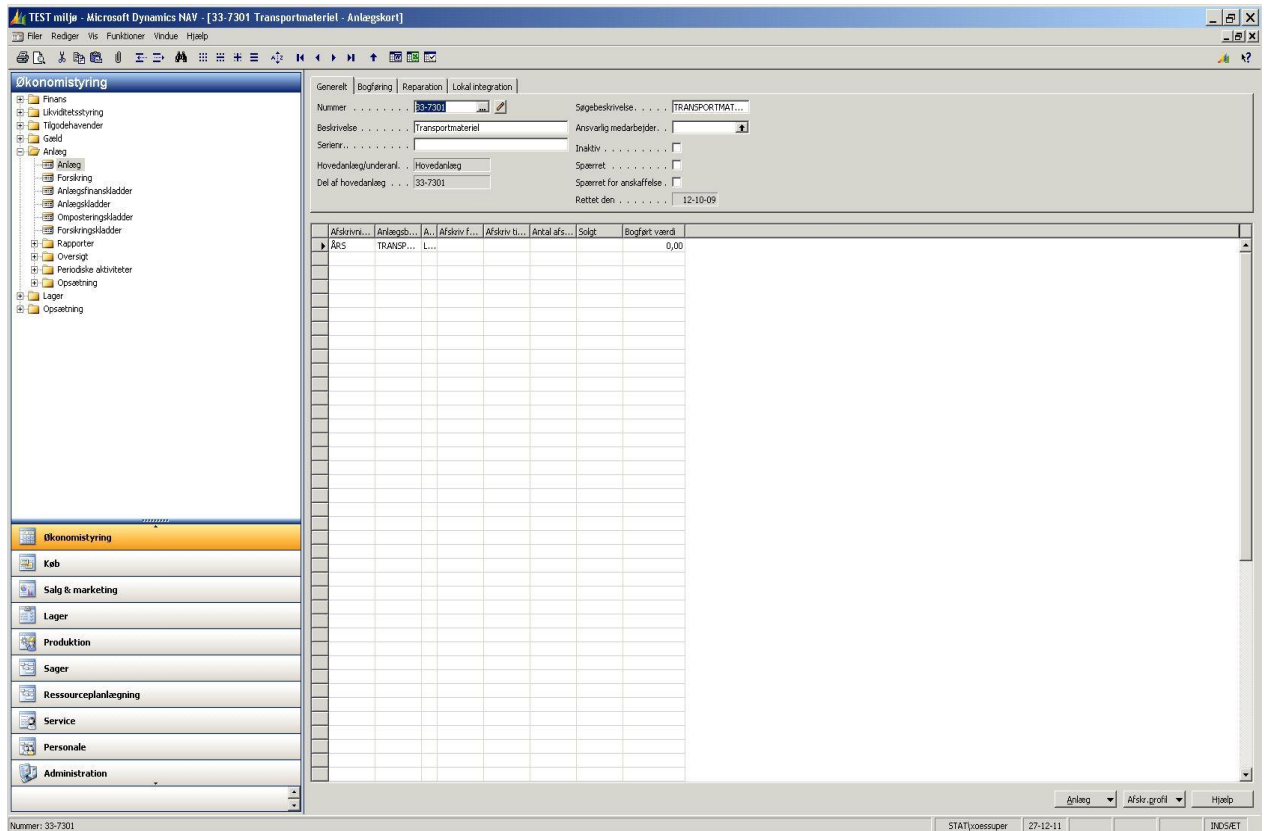 TEST miljø - Microsoft Dynamics NAV - [33-7301 Transportmateriel - Anlægskort]
Filer Rediger Vis Funktioner Vindue Hjælp
Økonomistyring
Finans
Likviditetsstyring
Tilgodehavender
Gæld
Anlæg
Anlæg
Forsikring
Anlægsfinanskladder
Anlægskladder
Omposteringskladder
Forsikringskladder
Rapporter
Oversigt
Periodiske aktiviteter
Opsætning
Lager
Opsætning
Økonomistyring
Køb
Salg & marketing
Lager
Produktion
Sager
Ressourceplanlægning
Service
Personale
Administration
Generelt Bogføring Reparation Lokal integration
Nummer . . . . . . . . 33-7301 ...
Beskrivelse . . . . . . . Transportmateriel
Serienr. . . . . . . . . .
Hovedanlæg/underanl. . Hovedanlæg
Del af hovedanlæg . . . 33-7301
Søgebeskrivelse. . . . . TRANSPORTMAT...
Ansvarlig medarbejder. .
Inaktiv . . . . . . . . .
Spærret . . . . . . . .
Spærret for anskaffelse .
Rettet den . . . . . . . 12-10-09
Afskrivni... Anlægsb... A.. Afskriv f... Afskriv ti... Antal afs... Solgt Bogført værdi
ÅRS TRANSP... L... 0,00
Anlæg Afskr.profil Hjælp
Nummer: 33-7301 STAT\xoessuper 27-12-11 INDSÆT